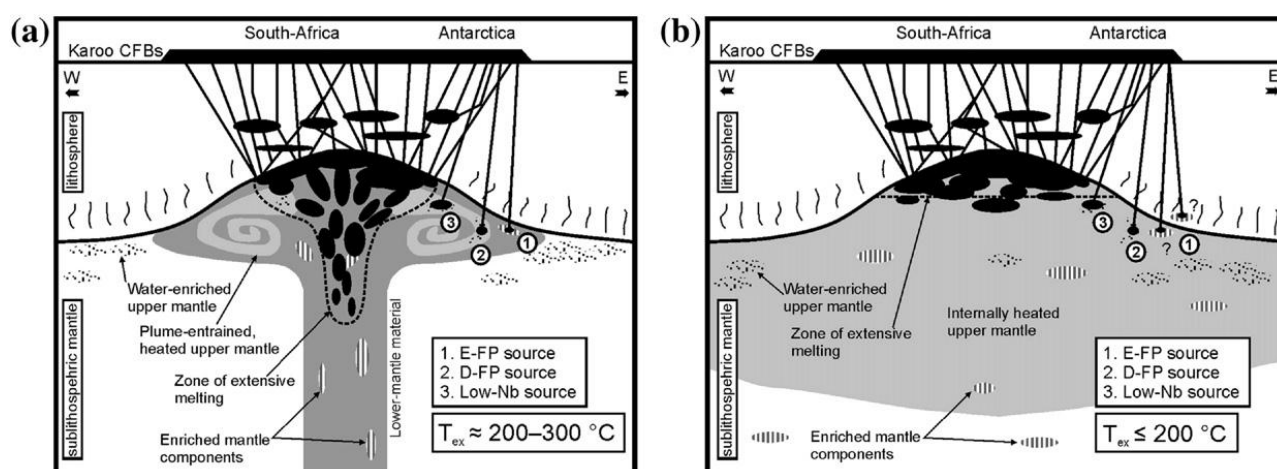 (a)
South-Africa
Antarctica
Karoo CFBs
W
E
lithosphere
3
2
1
Water-enriched
upper mantle
Plume-entrained,
heated upper mantle
Zone of extensive
melting
Enriched mantle
components
sublithospehric mantle
Lower-mantle material
1. E-FP source
2. D-FP source
3. Low-Nb source
T_ex ≈ 200–300 °C
(b)
South-Africa
Antarctica
Karoo CFBs
W
E
lithosphere
?
3
1
2
?
Water-enriched
upper mantle
Zone of extensive
melting
Internally heated
upper mantle
Enriched mantle
components
sublithospehric mantle
1. E-FP source
2. D-FP source
3. Low-Nb source
T_ex ≤ 200 °C